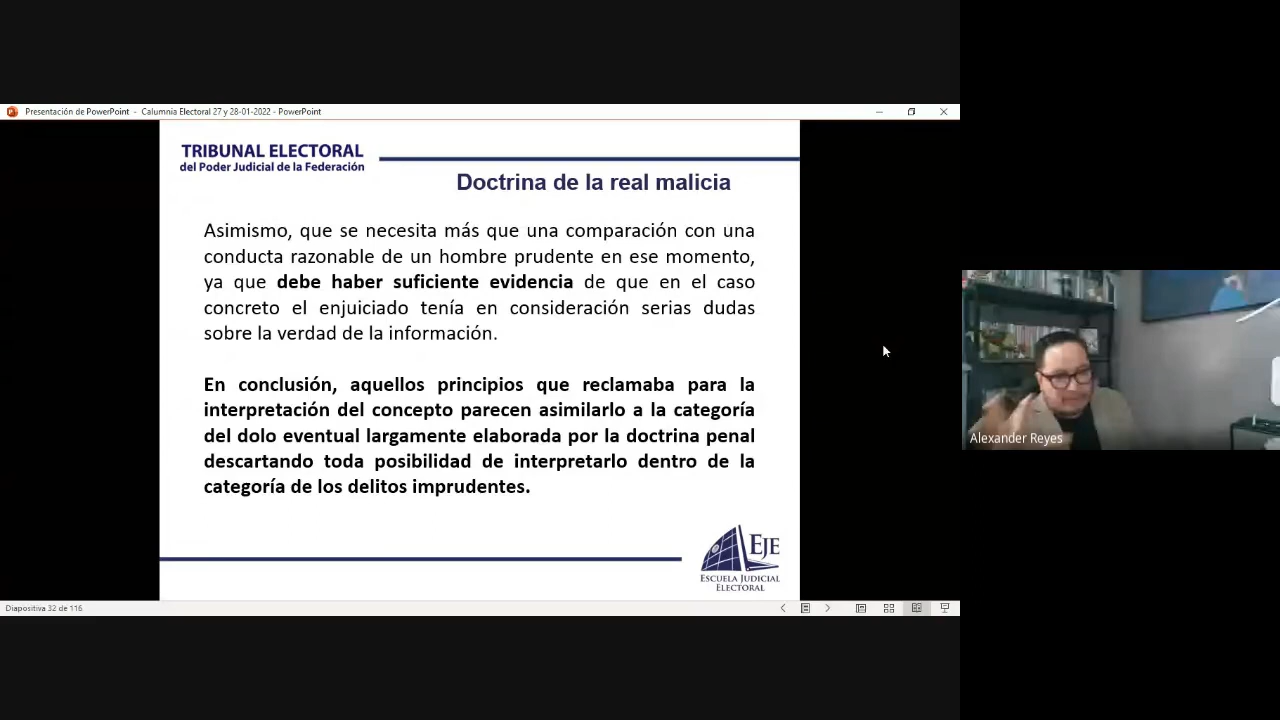 Presentación de PowerPoint - Calumnia Electoral 27 y 28-01-2022 - PowerPoint
TRIBUNAL ELECTORAL
del Poder Judicial de la Federación
Doctrina de la real malicia
Asimismo, que se necesita más que una comparación con una
conducta razonable de un hombre prudente en ese momento,
ya que debe haber suficiente evidencia de que en el caso
concreto el enjuiciado tenía en consideración serias dudas
sobre la verdad de la información.
En conclusión, aquellos principios que reclamaba para la
interpretación del concepto parecen asimilarlo a la categoría
del dolo eventual largamente elaborada por la doctrina penal
descartando toda posibilidad de interpretarlo dentro de la
categoría de los delitos imprudentes.
EJE
ESCUELA JUDICIAL
ELECTORAL
Diapositiva 32 de 116
Alexander Reyes